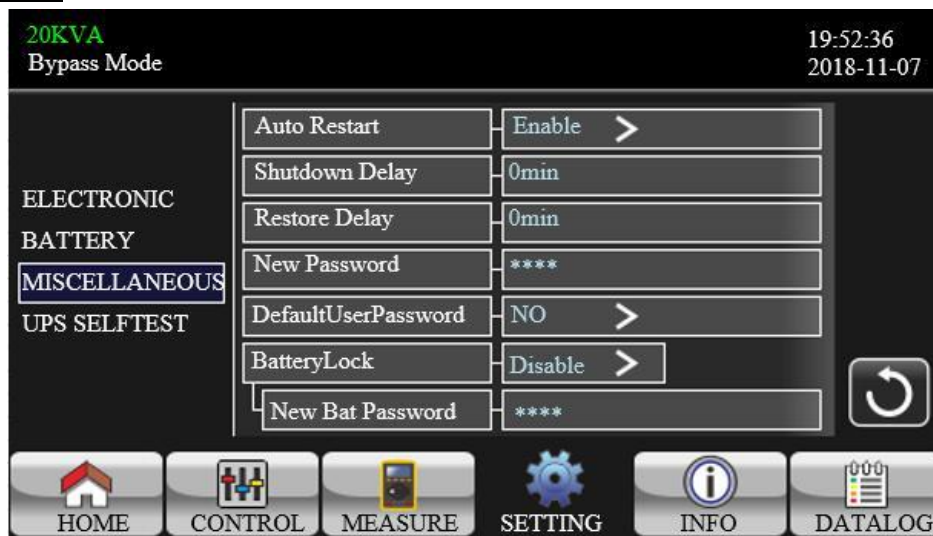 20KVA
Bypass Mode
19:52:36
2018-11-07
ELECTRONIC
BATTERY
MISCELLANEOUS
UPS SELFTEST
Auto Restart Enable >
Shutdown Delay 0min
Restore Delay 0min
New Password ****
DefaultUserPassword NO >
BatteryLock Disable >
New Bat Password ****
HOME CONTROL MEASURE SETTING INFO DATALOG